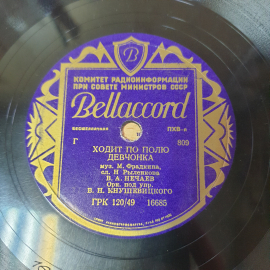 B
КОМИТЕТ РАДИОИНФОРМАЦИИ
ПРИ СОВЕТЕ МИНИСТРОВ СССР
Bellaccord
Г 809
ХОДИТ ПО ПОЛЮ
ДЕВЧОНКА
муз. М. Фрадкина,
сл. Н Рыленкова
В. А. НЕЧАЕВ
Орк. под упр.
В. Н. КНУШЕВИЦКОГО
ГРК 120/49 16685